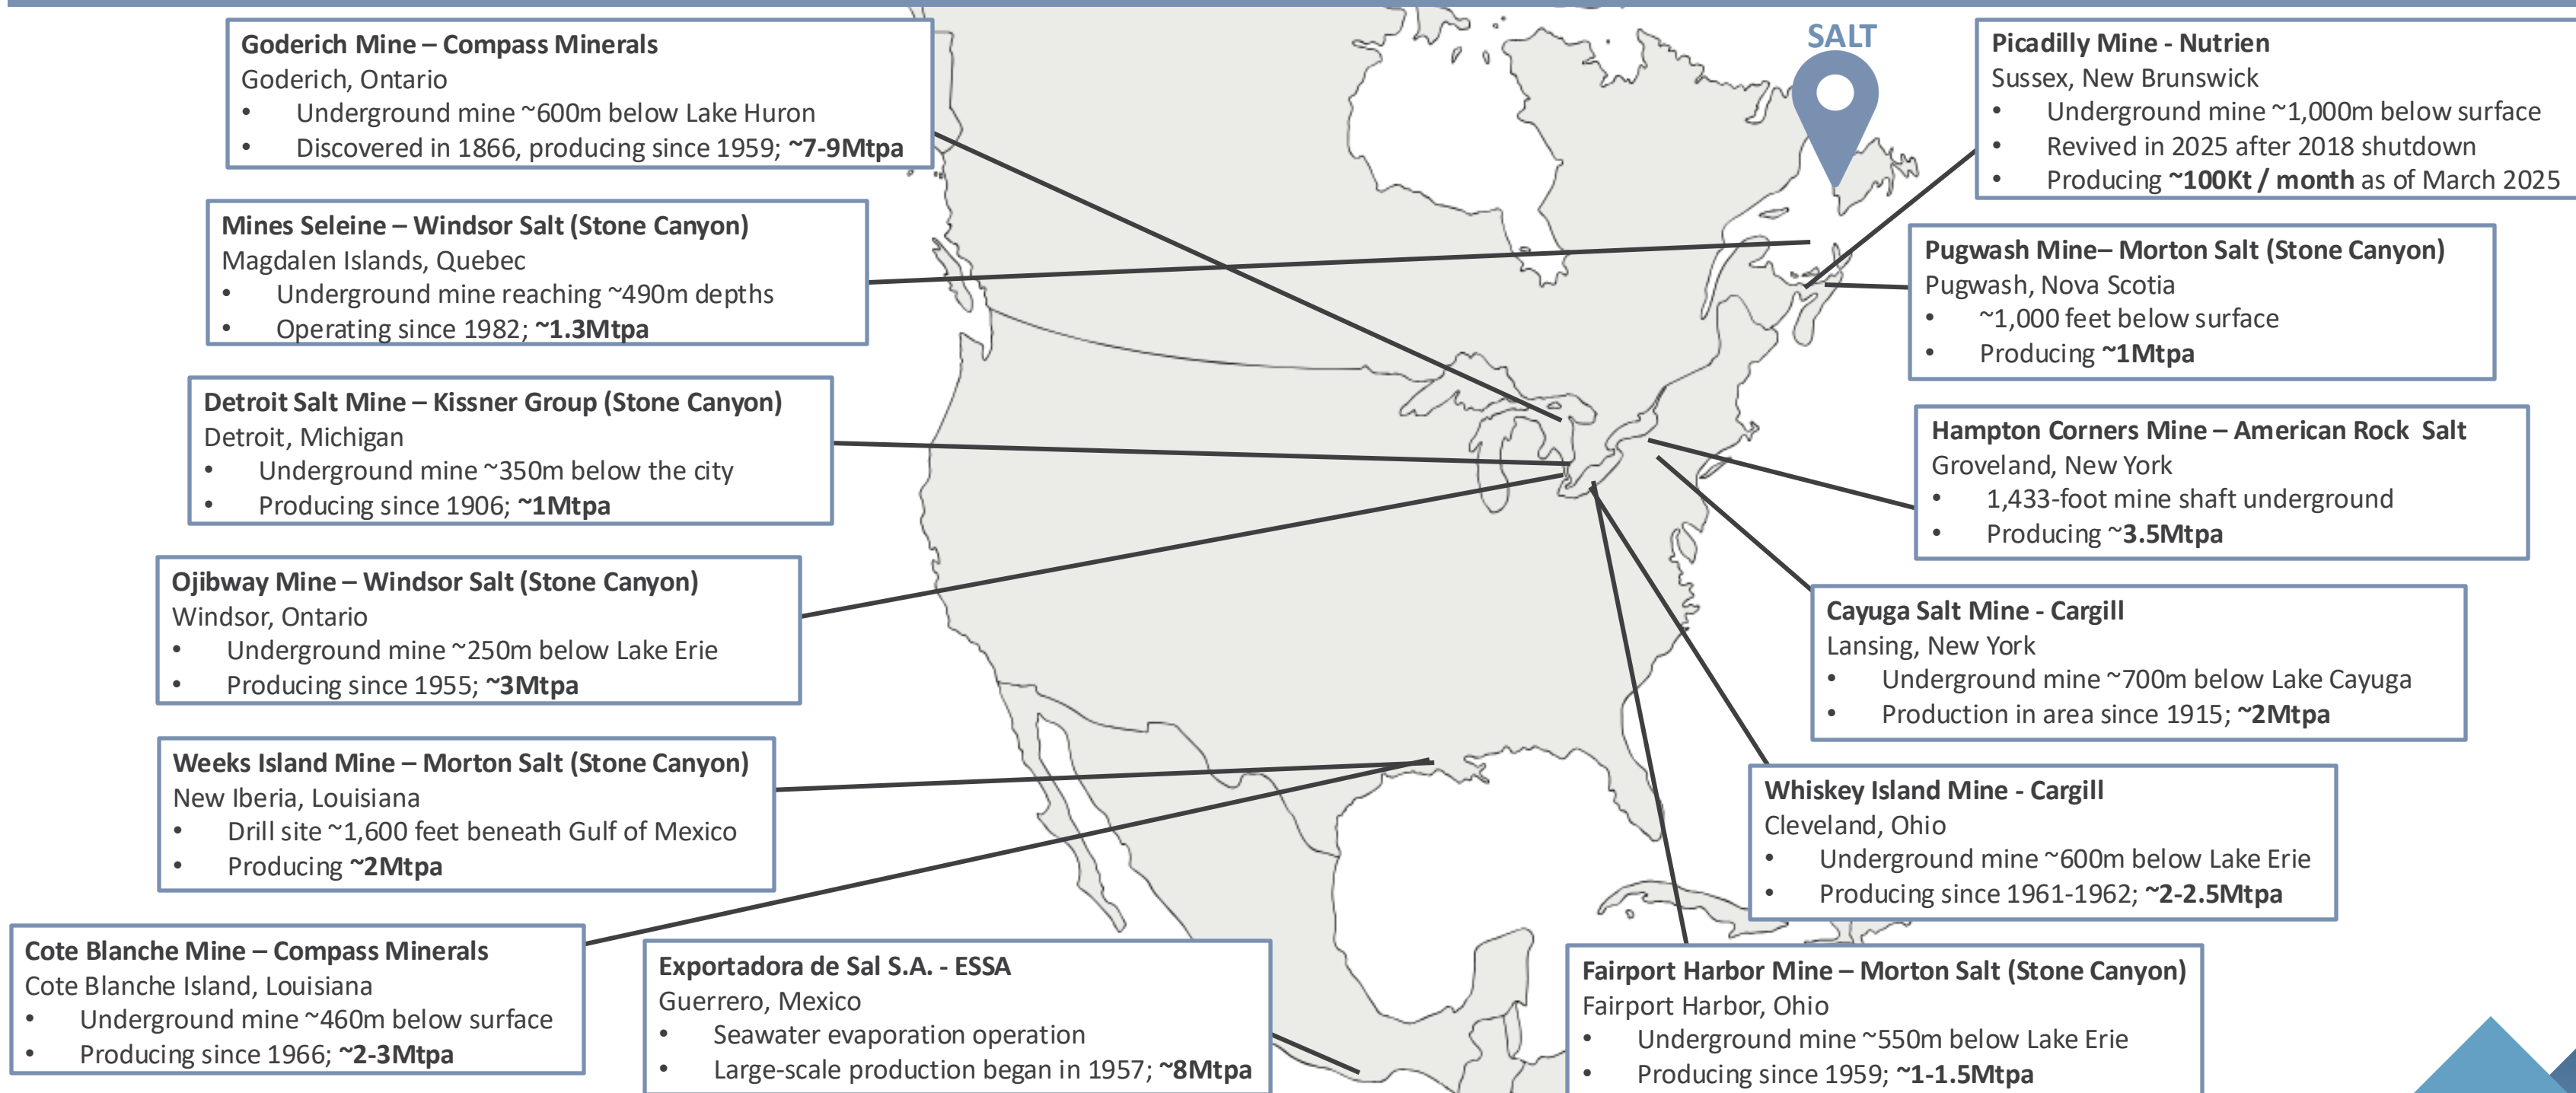 Goderich Mine – Compass Minerals
Goderich, Ontario
• Underground mine ~600m below Lake Huron
• Discovered in 1866, producing since 1959; ~7-9Mtpa
Mines Seleine – Windsor Salt (Stone Canyon)
Magdalen Islands, Quebec
• Underground mine reaching ~490m depths
• Operating since 1982; ~1.3Mtpa
Detroit Salt Mine – Kissner Group (Stone Canyon)
Detroit, Michigan
• Underground mine ~350m below the city
• Producing since 1906; ~1Mtpa
Ojibway Mine – Windsor Salt (Stone Canyon)
Windsor, Ontario
• Underground mine ~250m below Lake Erie
• Producing since 1955; ~3Mtpa
Weeks Island Mine – Morton Salt (Stone Canyon)
New Iberia, Louisiana
• Drill site ~1,600 feet beneath Gulf of Mexico
• Producing ~2Mtpa
Cote Blanche Mine – Compass Minerals
Cote Blanche Island, Louisiana
• Underground mine ~460m below surface
• Producing since 1966; ~2-3Mtpa
Exportadora de Sal S.A. - ESSA
Guerrero, Mexico
• Seawater evaporation operation
• Large-scale production began in 1957; ~8Mtpa
SALT
Picadilly Mine - Nutrien
Sussex, New Brunswick
• Underground mine ~1,000m below surface
• Revived in 2025 after 2018 shutdown
• Producing ~100Kt / month as of March 2025
Pugwash Mine– Morton Salt (Stone Canyon)
Pugwash, Nova Scotia
• ~1,000 feet below surface
• Producing ~1Mtpa
Hampton Corners Mine – American Rock Salt
Groveland, New York
• 1,433-foot mine shaft underground
• Producing ~3.5Mtpa
Cayuga Salt Mine - Cargill
Lansing, New York
• Underground mine ~700m below Lake Cayuga
• Production in area since 1915; ~2Mtpa
Whiskey Island Mine - Cargill
Cleveland, Ohio
• Underground mine ~600m below Lake Erie
• Producing since 1961-1962; ~2-2.5Mtpa
Fairport Harbor Mine – Morton Salt (Stone Canyon)
Fairport Harbor, Ohio
• Underground mine ~550m below Lake Erie
• Producing since 1959; ~1-1.5Mtpa